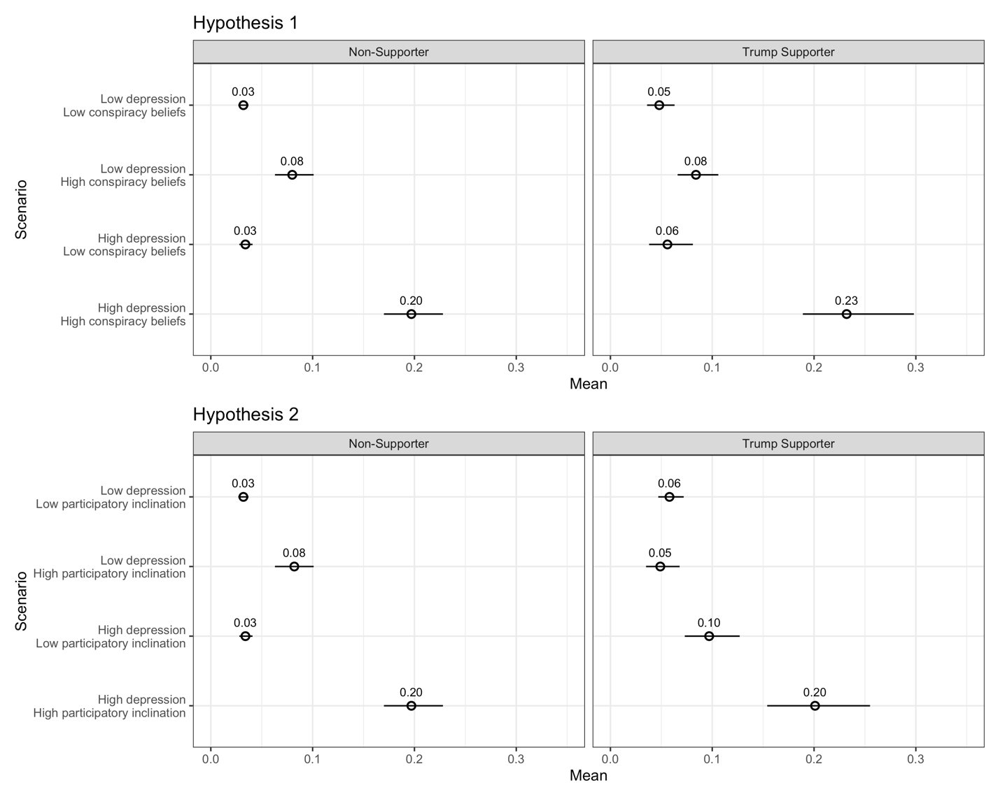 Hypothesis 1
Non-Supporter
Trump Supporter
Scenario
Low depression
Low conspiracy beliefs
0.03
0.05
Low depression
High conspiracy beliefs
0.08
0.08
High depression
Low conspiracy beliefs
0.03
0.06
High depression
High conspiracy beliefs
0.20
0.23
0.0 0.1 0.2 0.3
0.0 0.1 0.2 0.3
Mean
Hypothesis 2
Non-Supporter
Trump Supporter
Scenario
Low depression
Low participatory inclination
0.03
0.06
Low depression
High participatory inclination
0.08
0.05
High depression
Low participatory inclination
0.03
0.10
High depression
High participatory inclination
0.20
0.20
0.0 0.1 0.2 0.3
0.0 0.1 0.2 0.3
Mean